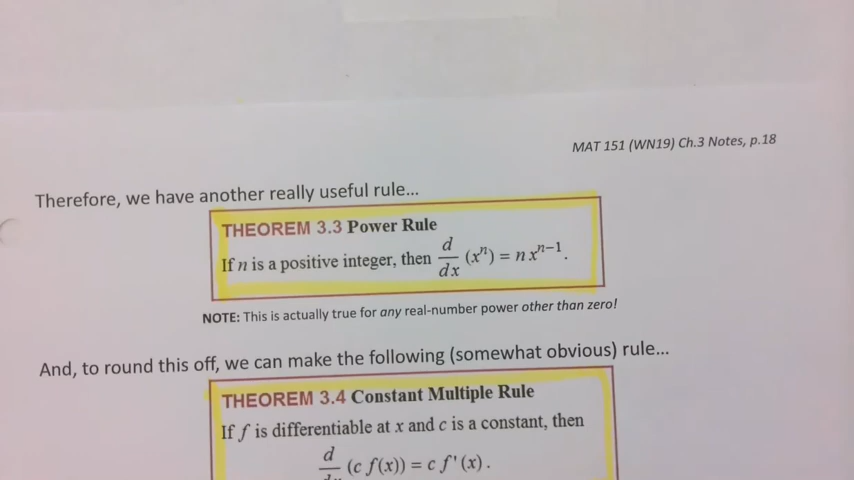 MAT 151 (WN19) Ch.3 Notes, p.18
Therefore, we have another really useful rule...
THEOREM 3.3 Power Rule
If n is a positive integer, then d/dx (xⁿ) = n xⁿ⁻¹.
NOTE: This is actually true for any real-number power other than zero!
And, to round this off, we can make the following (somewhat obvious) rule...
THEOREM 3.4 Constant Multiple Rule
If f is differentiable at x and c is a constant, then
d/dx (c f(x)) = c f'(x).